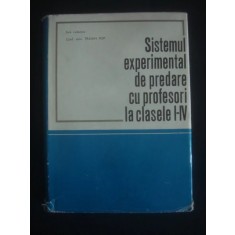 Sistemul
experimental
de predare
cu profesori
la clasele I-IV